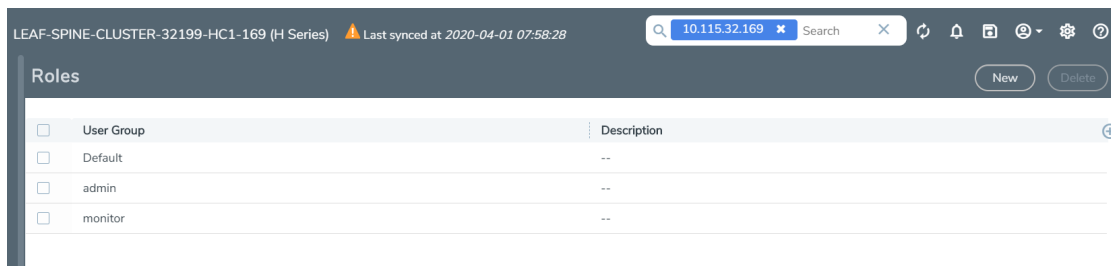 LEAF-SPINE-CLUSTER-32199-HC1-169 (H Series) Last synced at 2020-04-01 07:58:28 10.115.32.169 Search
Roles New Delete
User Group Description
Default --
admin --
monitor --